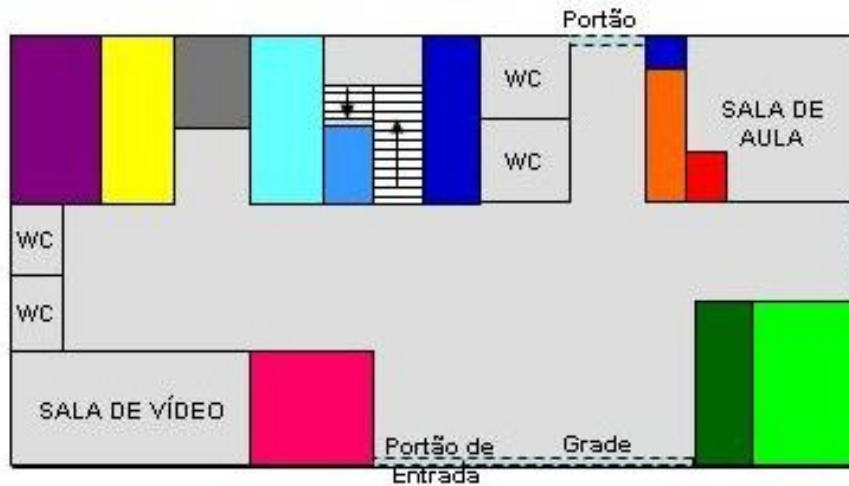 Portão
WC
SALA DE
AULA
WC
WC
WC
SALA DE VÍDEO
Portão de
Entrada
Grade